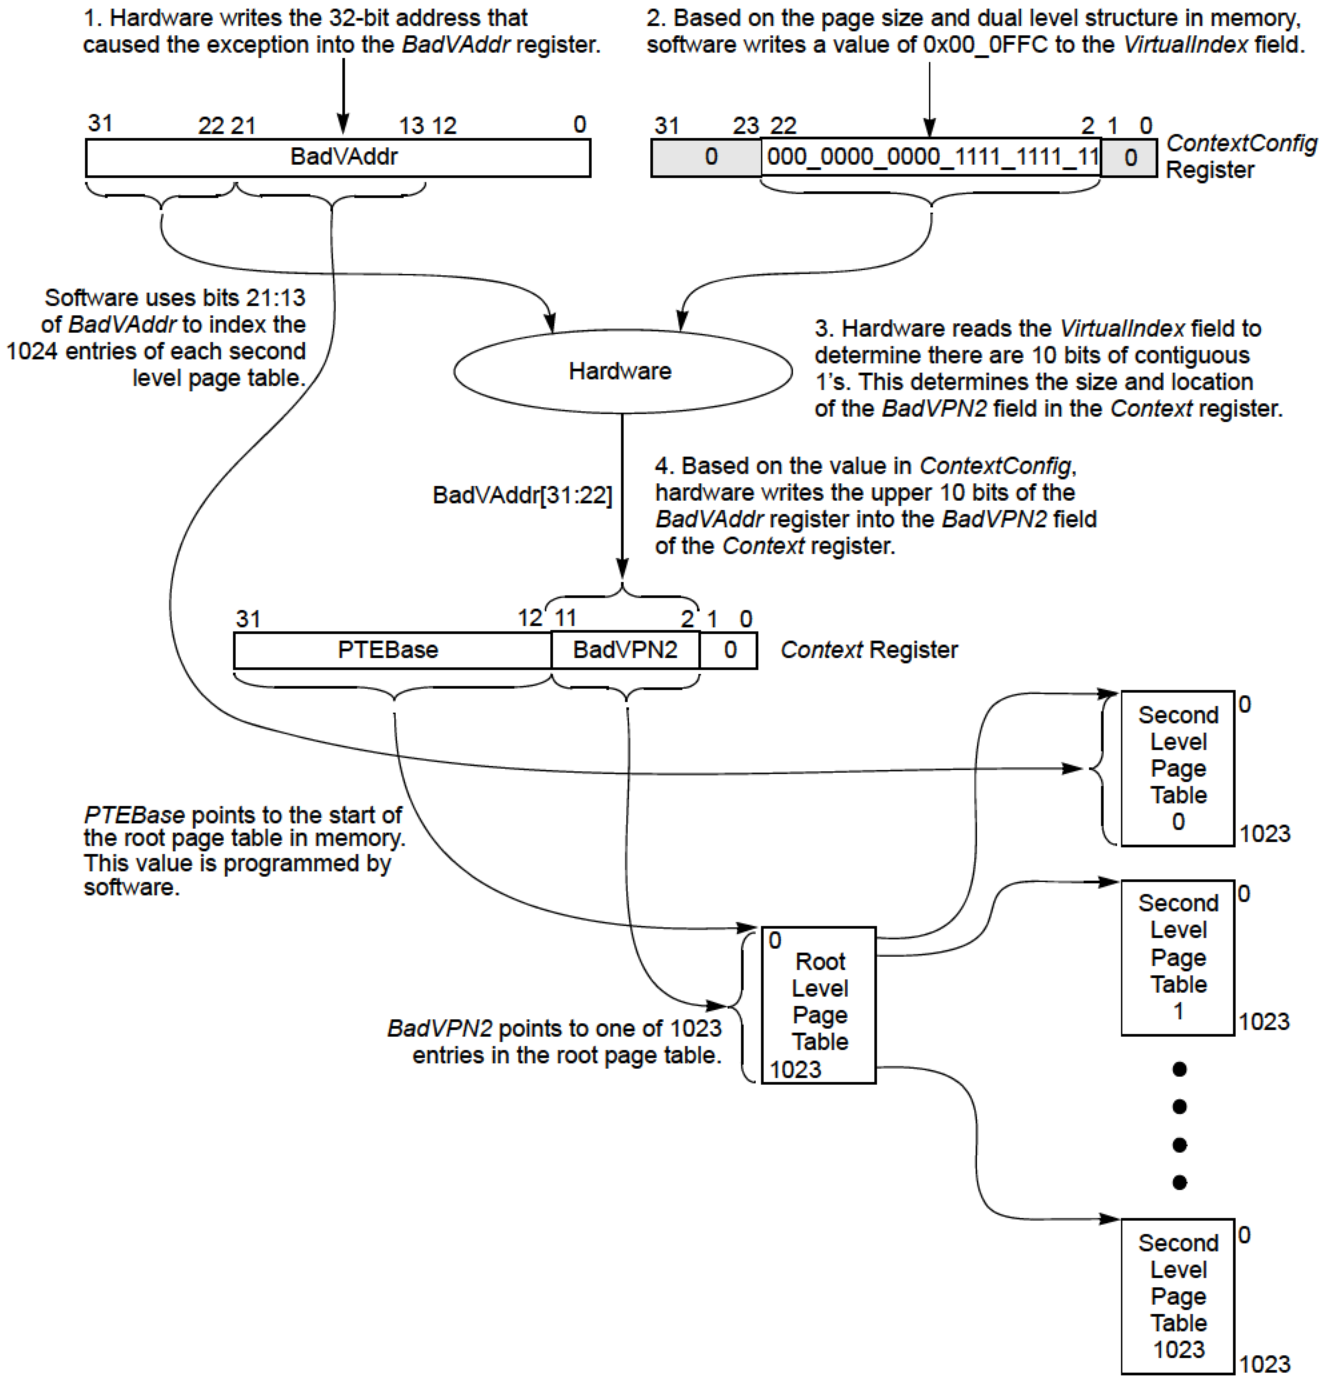 1. Hardware writes the 32-bit address that
caused the exception into the BadVAddr register.
2. Based on the page size and dual level structure in memory,
software writes a value of 0x00_0FFC to the VirtualIndex field.
31 22 21 13 12 0
BadVAddr
31 23 22 2 1 0
0 000_0000_0000_1111_1111_11 0
ContextConfig
Register
Software uses bits 21:13
of BadVAddr to index the
1024 entries of each second
level page table.
Hardware
3. Hardware reads the VirtualIndex field to
determine there are 10 bits of contiguous
1's. This determines the size and location
of the BadVPN2 field in the Context register.
BadVAddr[31:22]
4. Based on the value in ContextConfig,
hardware writes the upper 10 bits of the
BadVAddr register into the BadVPN2 field
of the Context register.
31 12 11 2 1 0
PTEBase BadVPN2 0 Context Register
PTEBase points to the start of
the root page table in memory.
This value is programmed by
software.
BadVPN2 points to one of 1023
entries in the root page table.
0
Root
Level
Page
Table
1023
0
Second
Level
Page
Table
0
1023
0
Second
Level
Page
Table
1
1023
0
Second
Level
Page
Table
1023
1023